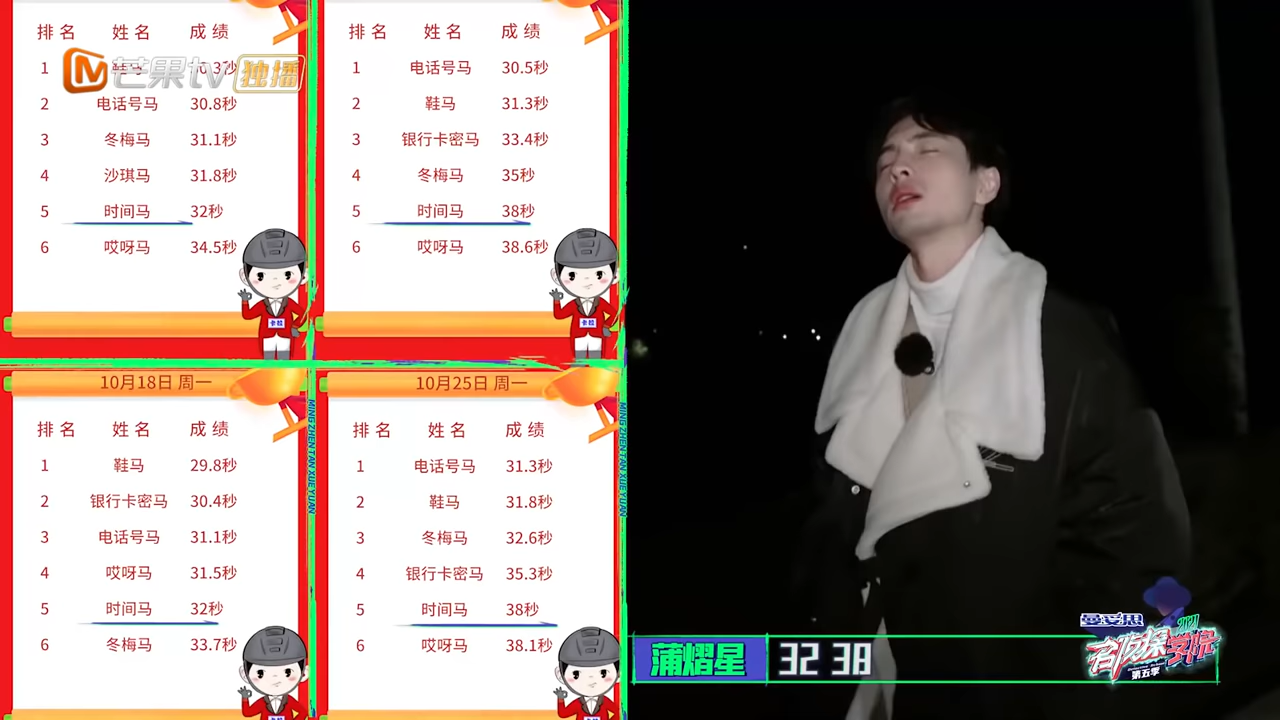 排名 姓名 成绩
1 鞋马 30.3秒
2 电话号马 30.8秒
3 冬梅马 31.1秒
4 沙琪马 31.8秒
5 时间马 32秒
6 哎呀马 34.5秒
芒果tv 独播
卡拉
排名 姓名 成绩
1 电话号马 30.5秒
2 鞋马 31.3秒
3 银行卡密马 33.4秒
4 冬梅马 35秒
5 时间马 38秒
6 哎呀马 38.6秒
卡拉
10月18日 周一
排名 姓名 成绩
1 鞋马 29.8秒
2 银行卡密马 30.4秒
3 电话号马 31.1秒
4 哎呀马 31.5秒
5 时间马 32秒
6 冬梅马 33.7秒
MINGZHENTANXUEYUAN
10月25日 周一
排名 姓名 成绩
1 电话号马 31.3秒
2 鞋马 31.8秒
3 冬梅马 32.6秒
4 银行卡密马 35.3秒
5 时间马 38秒
6 哎呀马 38.1秒
MINGZHENTANXUEYUAN
蒲熠星 32 38
名侦探学院
第五季